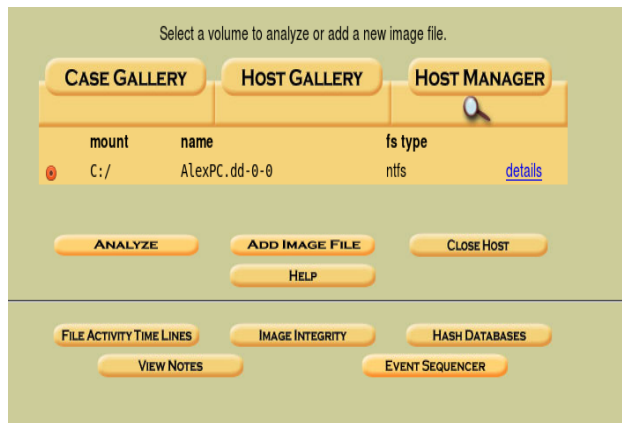 Select a volume to analyze or add a new image file.
CASE GALLERY HOST GALLERY HOST MANAGER
mount name fs type
C:/ AlexPC.dd-0-0 ntfs details
ANALYZE ADD IMAGE FILE CLOSE HOST
HELP
FILE ACTIVITY TIME LINES IMAGE INTEGRITY HASH DATABASES
VIEW NOTES EVENT SEQUENCER